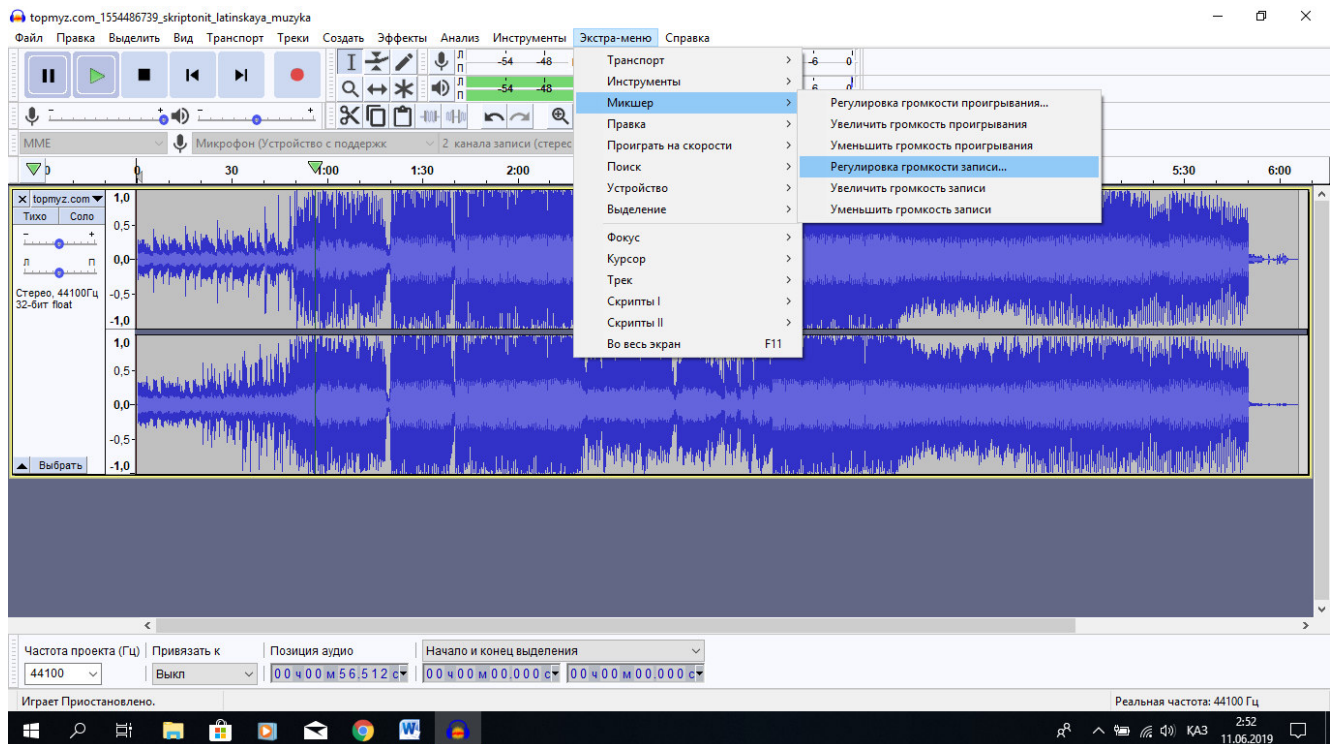 topmyz.com_1554486739_skriptonit_latinskaya_muzyka
Файл Правка Выделить Вид Транспорт Треки Создать Эффекты Анализ Инструменты Экстра-меню Справка
Л П -54 -48 -6 0
Л П -54 -48 -6 0
MME Микрофон (Устройство с поддержк 2 канала записи (стерес
0 0 30 1:00 1:30 2:00 5:30 6:00
Транспорт
Инструменты
Микшер
Правка
Проиграть на скорости
Поиск
Устройство
Выделение
Фокус
Курсор
Трек
Скрипты I
Скрипты II
Во весь экран F11
Регулировка громкости проигрывания...
Увеличить громкость проигрывания
Уменьшить громкость проигрывания
Регулировка громкости записи...
Увеличить громкость записи
Уменьшить громкость записи
topmyz.com
Тихо Соло
- +
Л П
Стерео, 44100Гц
32-бит float
Выбрать
1,0
0,5
0,0
-0,5
-1,0
1,0
0,5
0,0
-0,5
-1,0
Частота проекта (Гц) Привязать к Позиция аудио Начало и конец выделения
44100 Выкл 00 ч 00 м 56.512 с 00 ч 00 м 00.000 с 00 ч 00 м 00.000 с
Играет Приостановлено. Реальная частота: 44100 Гц
ҚАЗ 2:52
11.06.2019